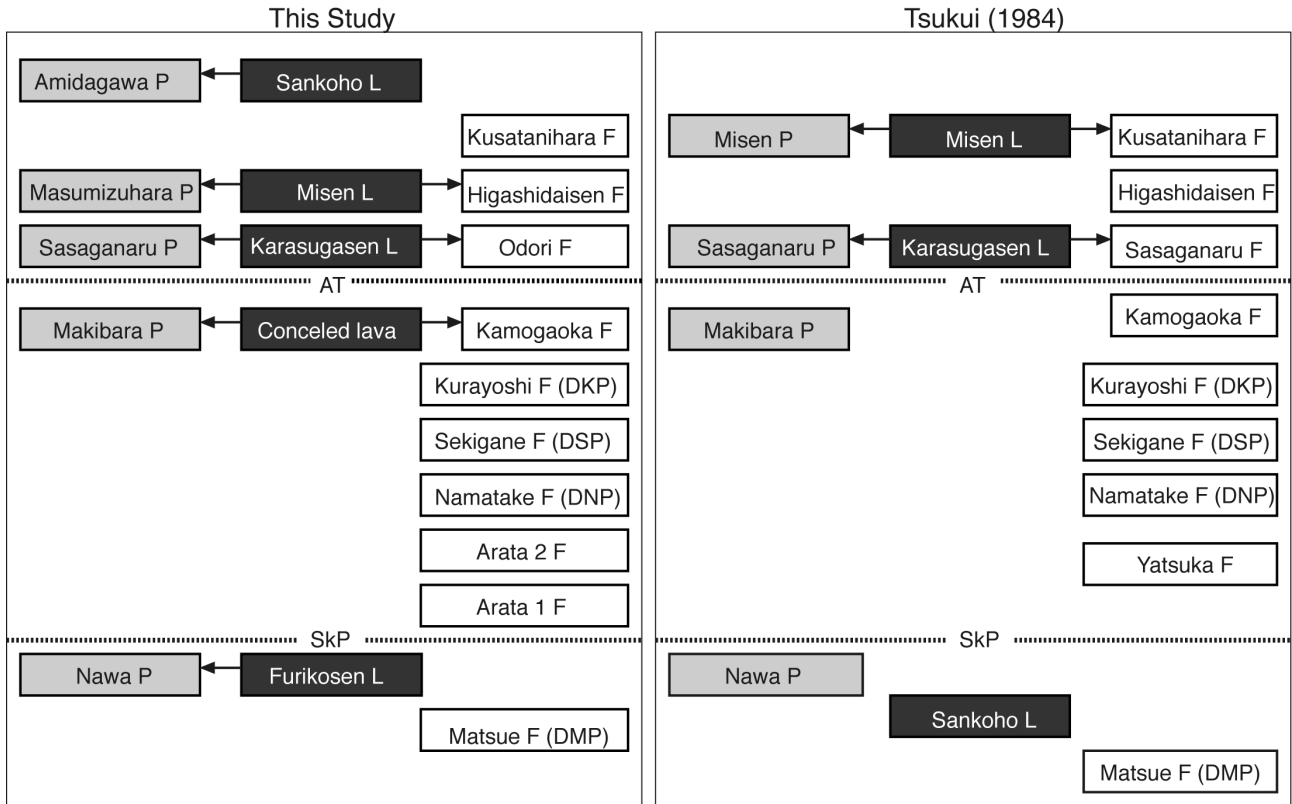 This Study
Amidagawa P
Sankoho L
Kusatanihara F
Masumizuhara P
Misen L
Higashidaisen F
Sasaganaru P
Karasugasen L
Odori F
AT
Makibara P
Conceled lava
Kamogaoka F
Kurayoshi F (DKP)
Sekigane F (DSP)
Namatake F (DNP)
Arata 2 F
Arata 1 F
SkP
Nawa P
Furikosen L
Matsue F (DMP)
Tsukui (1984)
Misen P
Misen L
Kusatanihara F
Higashidaisen F
Sasaganaru P
Karasugasen L
Sasaganaru F
AT
Kamogaoka F
Makibara P
Kurayoshi F (DKP)
Sekigane F (DSP)
Namatake F (DNP)
Yatsuka F
SkP
Nawa P
Sankoho L
Matsue F (DMP)